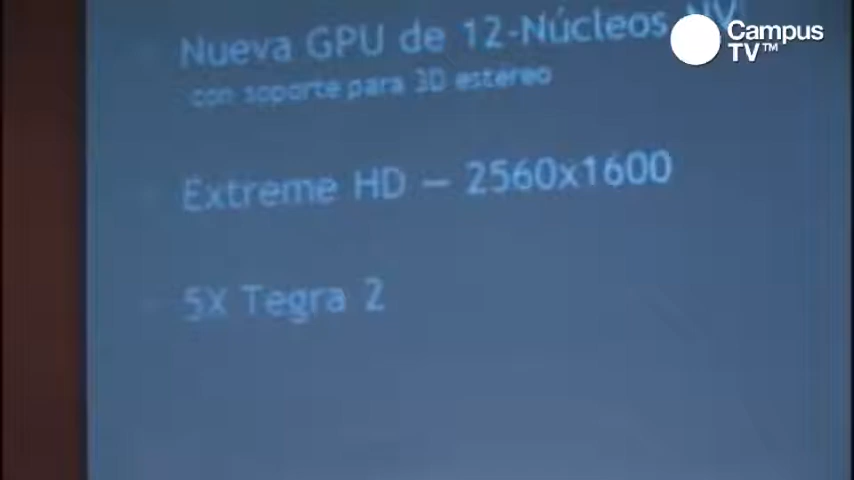 Nueva GPU de 12-Núcleos
con soporte para 3D estéreo
Extreme HD – 2560x1600
5X Tegra 2
Campus
TV™